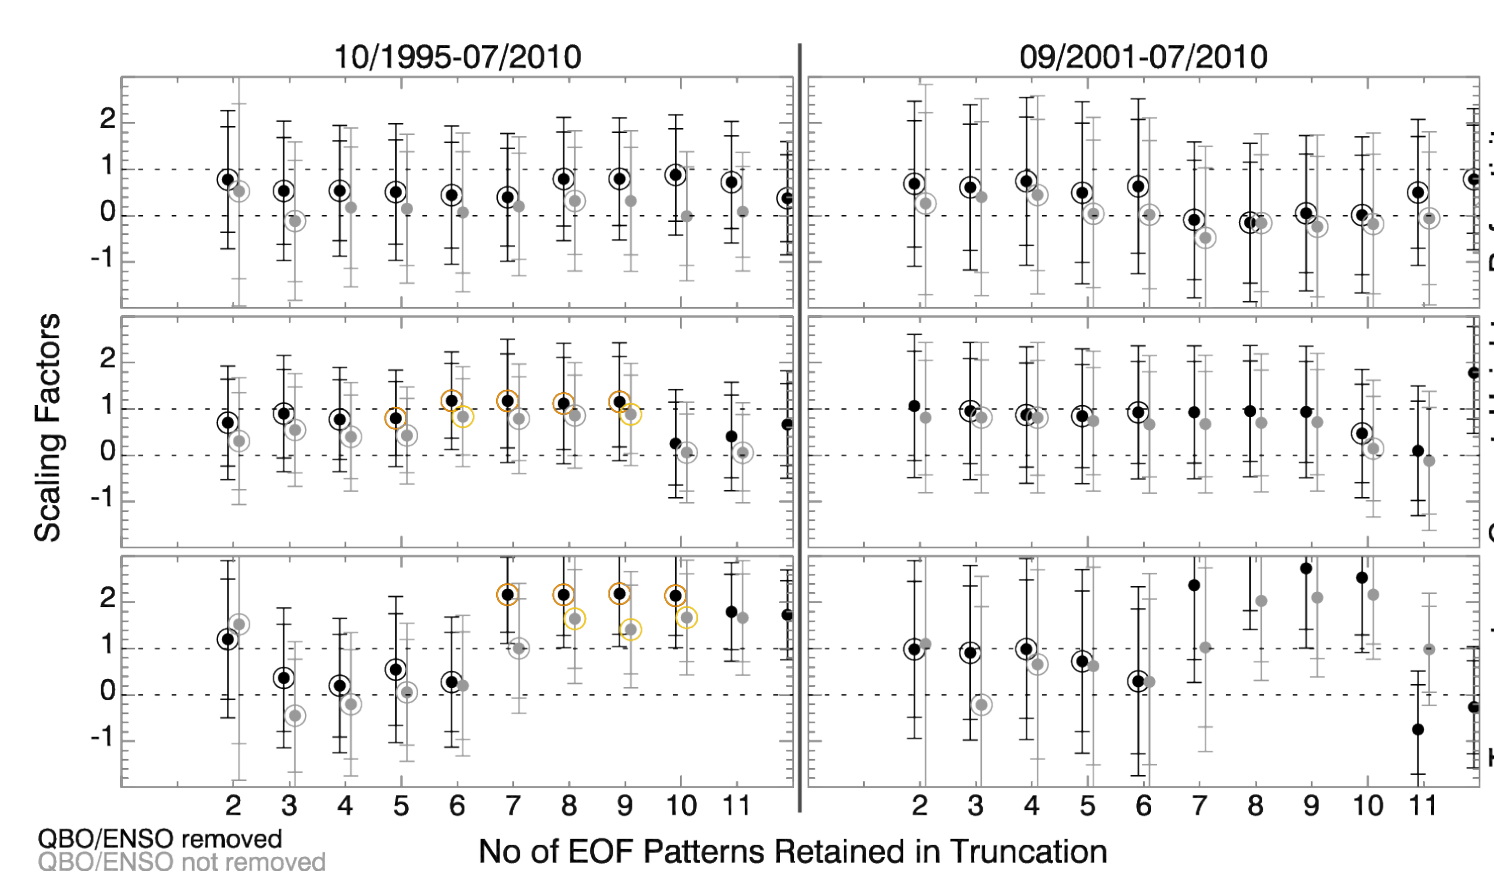 10/1995-07/2010 09/2001-07/2010
2
1
0
-1
2
1
0
-1
2
1
0
-1
Scaling Factors
2 3 4 5 6 7 8 9 10 11 2 3 4 5 6 7 8 9 10 11
QBO/ENSO removed
QBO/ENSO not removed
No of EOF Patterns Retained in Truncation